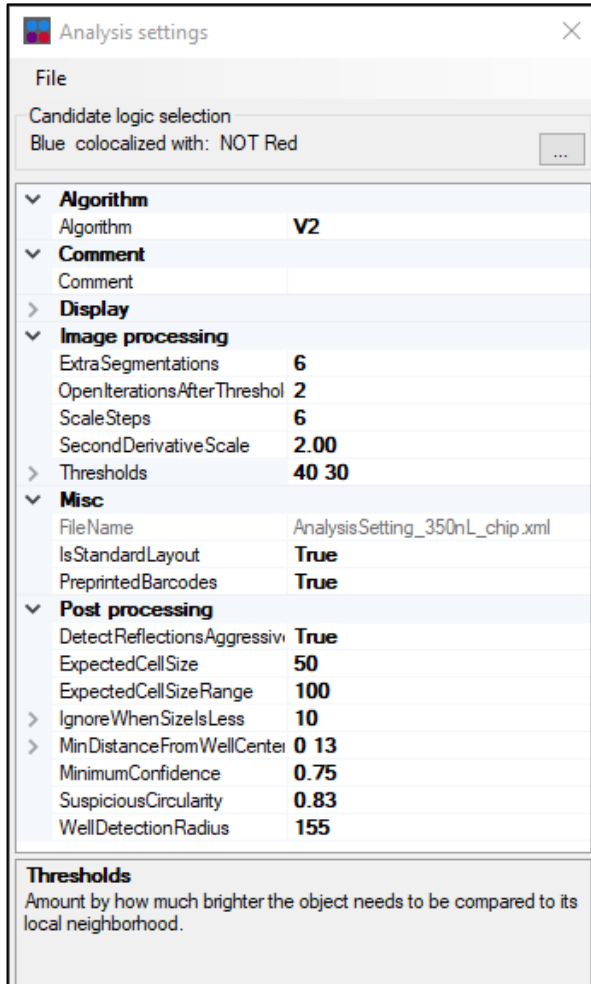 Analysis settings
File
Candidate logic selection
Blue colocalized with: NOT Red
...
Algorithm
Algorithm V2
Comment
Comment
Display
Image processing
ExtraSegmentations 6
OpenIterationsAfterThreshol 2
ScaleSteps 6
SecondDerivativeScale 2.00
Thresholds 40 30
Misc
FileName AnalysisSetting_350nL_chip.xml
IsStandardLayout True
PreprintedBarcodes True
Post processing
DetectReflectionsAggressiv True
ExpectedCellSize 50
ExpectedCellSizeRange 100
IgnoreWhenSizeIsLess 10
MinDistanceFromWellCenter 0 13
MinimumConfidence 0.75
SuspiciousCircularity 0.83
WellDetectionRadius 155
Thresholds
Amount by how much brighter the object needs to be compared to its
local neighborhood.